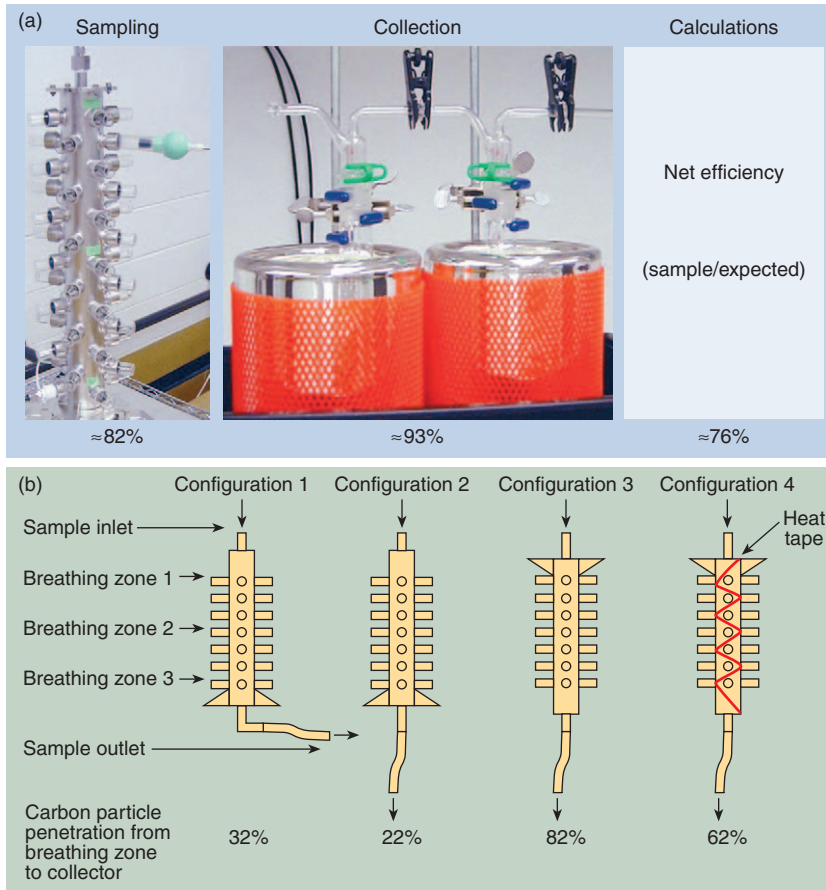 (a)
Sampling
Collection
Calculations
Net efficiency
(sample/expected)
≈82%
≈93%
≈76%
(b)
Configuration 1
Configuration 2
Configuration 3
Configuration 4
Sample inlet
Heat
tape
Breathing zone 1
Breathing zone 2
Breathing zone 3
Sample outlet
Carbon particle
penetration from
breathing zone
to collector
32%
22%
82%
62%